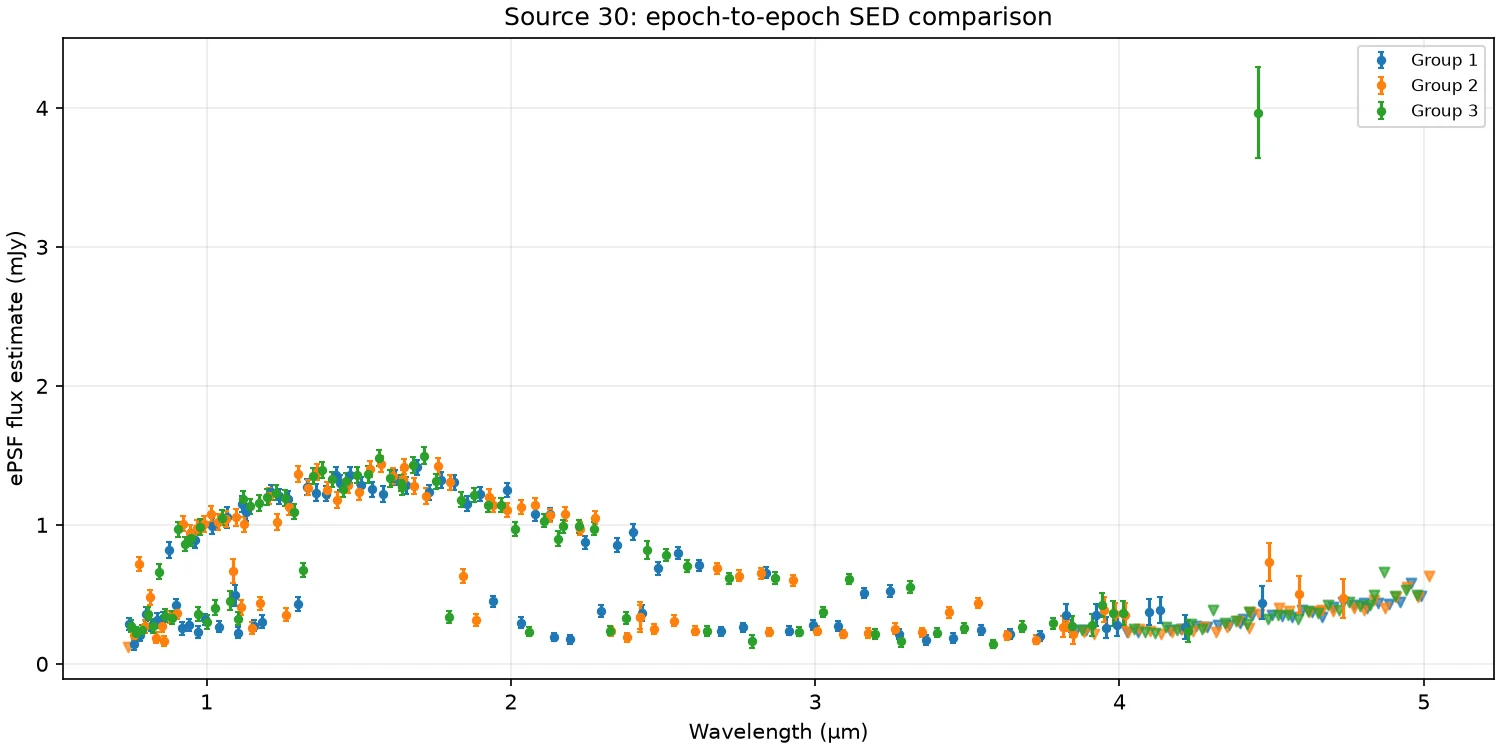 Source 30: epoch-to-epoch SED comparison
ePSF flux estimate (mJy)
4
3
2
1
0
Group 1
Group 2
Group 3
1 2 3 4 5
Wavelength (μm)